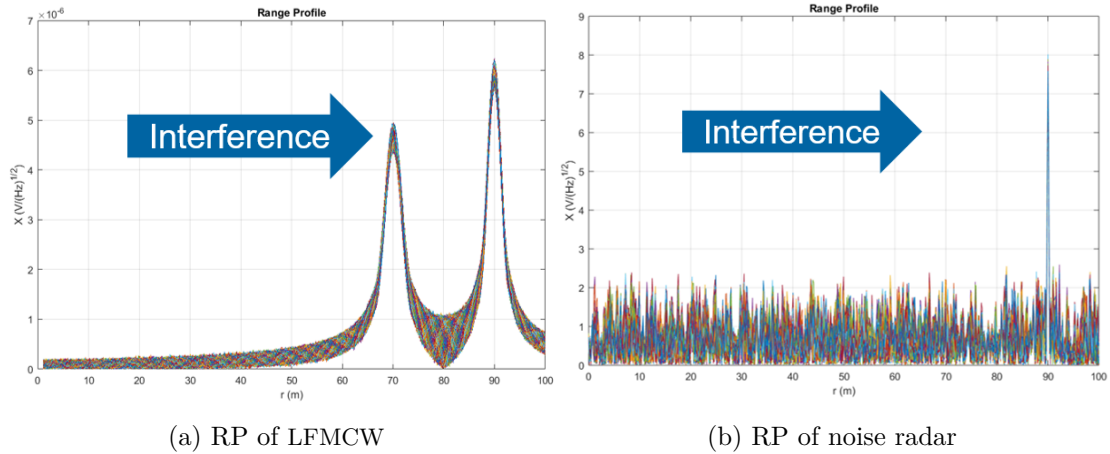 Range Profile
×10⁻⁶
7
6
5
4
3
2
1
0
X (V/(Hz)^1/2)
Interference
0 10 20 30 40 50 60 70 80 90 100
r (m)
(a) RP of LFMCW
Range Profile
9
8
7
6
5
4
3
2
1
0
X (V/(Hz)^1/2)
Interference
0 10 20 30 40 50 60 70 80 90 100
r (m)
(b) RP of noise radar